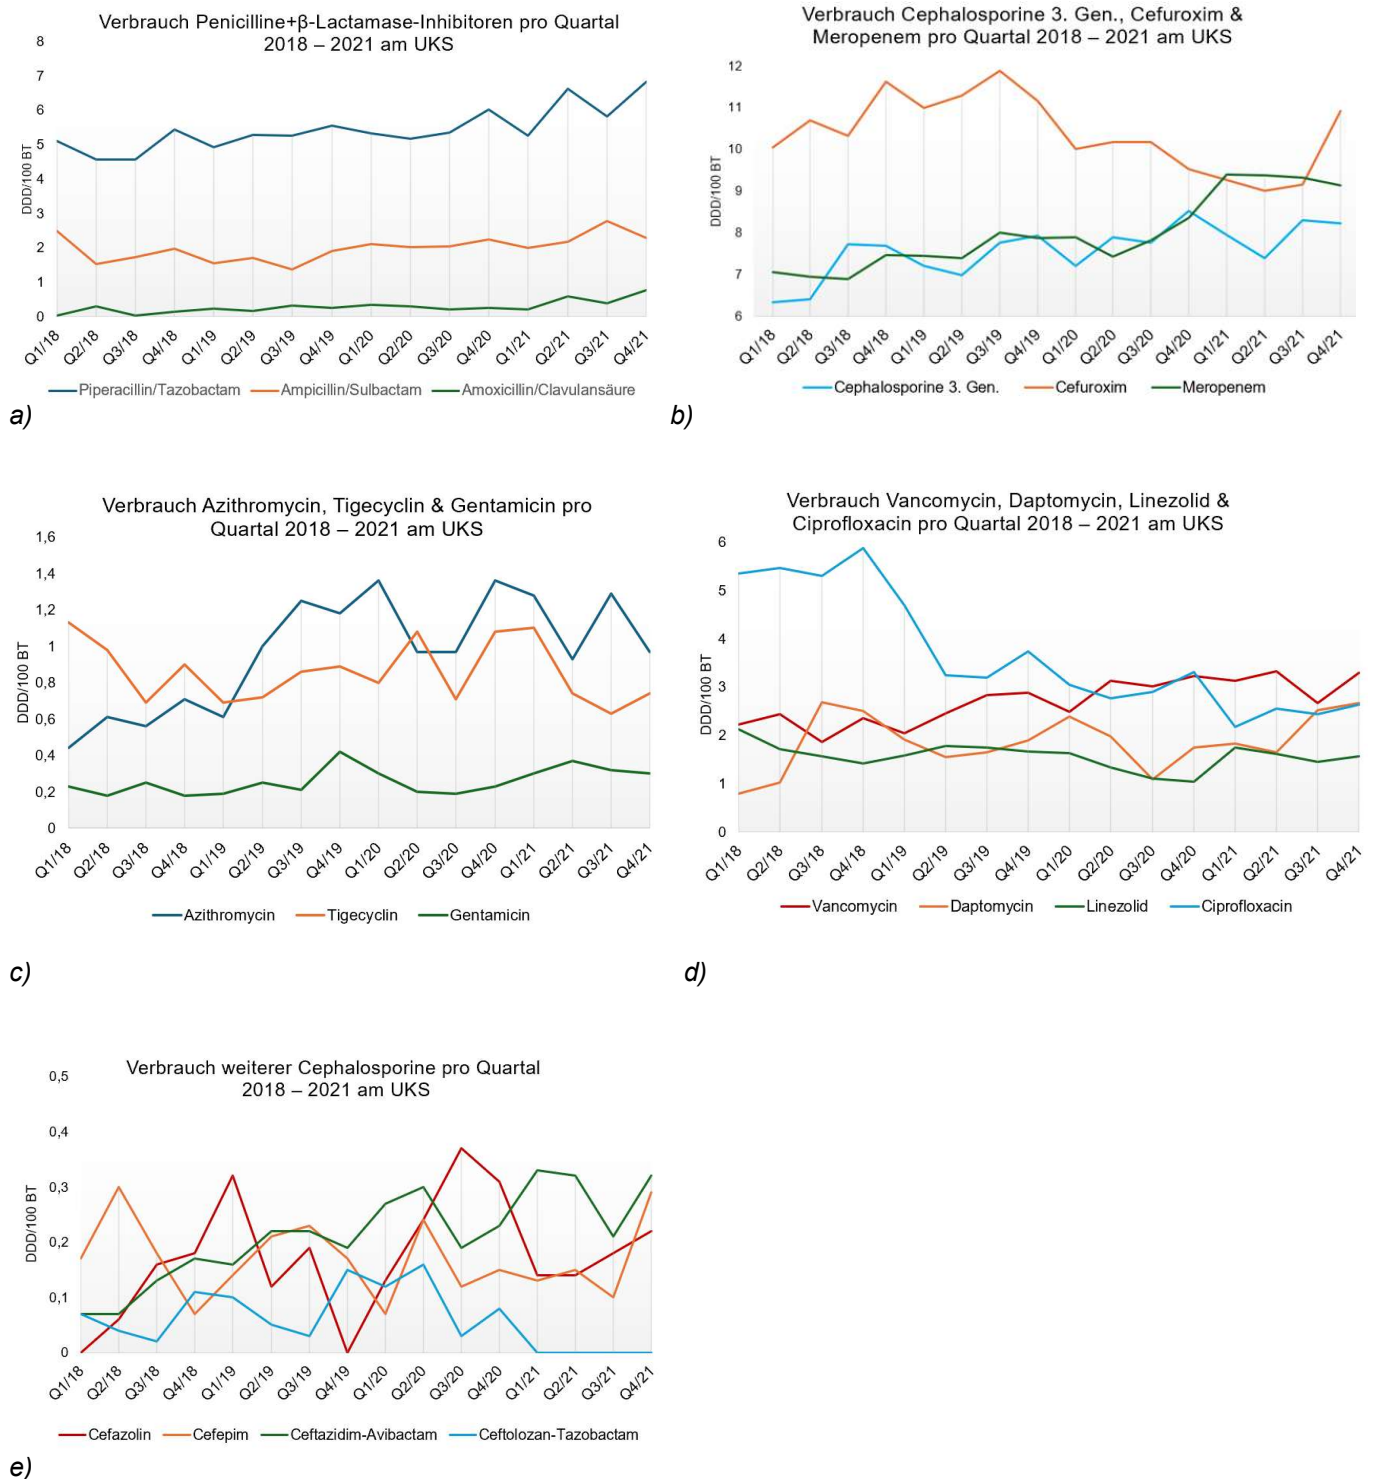 Verbrauch Penicilline+β-Lactamase-Inhibitoren pro Quartal
2018 – 2021 am UKS
8
7
6
5
4
3
2
1
0
DDD/100 BT
Q1/18 Q2/18 Q3/18 Q4/18 Q1/19 Q2/19 Q3/19 Q4/19 Q1/20 Q2/20 Q3/20 Q4/20 Q1/21 Q2/21 Q3/21 Q4/21
Piperacillin/Tazobactam Ampicillin/Sulbactam Amoxicillin/Clavulansäure
a)
Verbrauch Cephalosporine 3. Gen., Cefuroxim &
Meropenem pro Quartal 2018 – 2021 am UKS
12
11
10
9
8
7
6
DDD/100 BT
Q1/18 Q2/18 Q3/18 Q4/18 Q1/19 Q2/19 Q3/19 Q4/19 Q1/20 Q2/20 Q3/20 Q4/20 Q1/21 Q2/21 Q3/21 Q4/21
Cephalosporine 3. Gen. Cefuroxim Meropenem
b)
Verbrauch Azithromycin, Tigecyclin & Gentamicin pro
Quartal 2018 – 2021 am UKS
1,6
1,4
1,2
1
0,8
0,6
0,4
0,2
0
DDD/100 BT
Q1/18 Q2/18 Q3/18 Q4/18 Q1/19 Q2/19 Q3/19 Q4/19 Q1/20 Q2/20 Q3/20 Q4/20 Q1/21 Q2/21 Q3/21 Q4/21
Azithromycin Tigecyclin Gentamicin
c)
Verbrauch Vancomycin, Daptomycin, Linezolid &
Ciprofloxacin pro Quartal 2018 – 2021 am UKS
6
5
4
3
2
1
0
DDD/100 BT
Q1/18 Q2/18 Q3/18 Q4/18 Q1/19 Q2/19 Q3/19 Q4/19 Q1/20 Q2/20 Q3/20 Q4/20 Q1/21 Q2/21 Q3/21 Q4/21
Vancomycin Daptomycin Linezolid Ciprofloxacin
d)
Verbrauch weiterer Cephalosporine pro Quartal
2018 – 2021 am UKS
0,5
0,4
0,3
0,2
0,1
0
DDD/100 BT
Q1/18 Q2/18 Q3/18 Q4/18 Q1/19 Q2/19 Q3/19 Q4/19 Q1/20 Q2/20 Q3/20 Q4/20 Q1/21 Q2/21 Q3/21 Q4/21
Cefazolin Cefepim Ceftazidim-Avibactam Ceftolozan-Tazobactam
e)